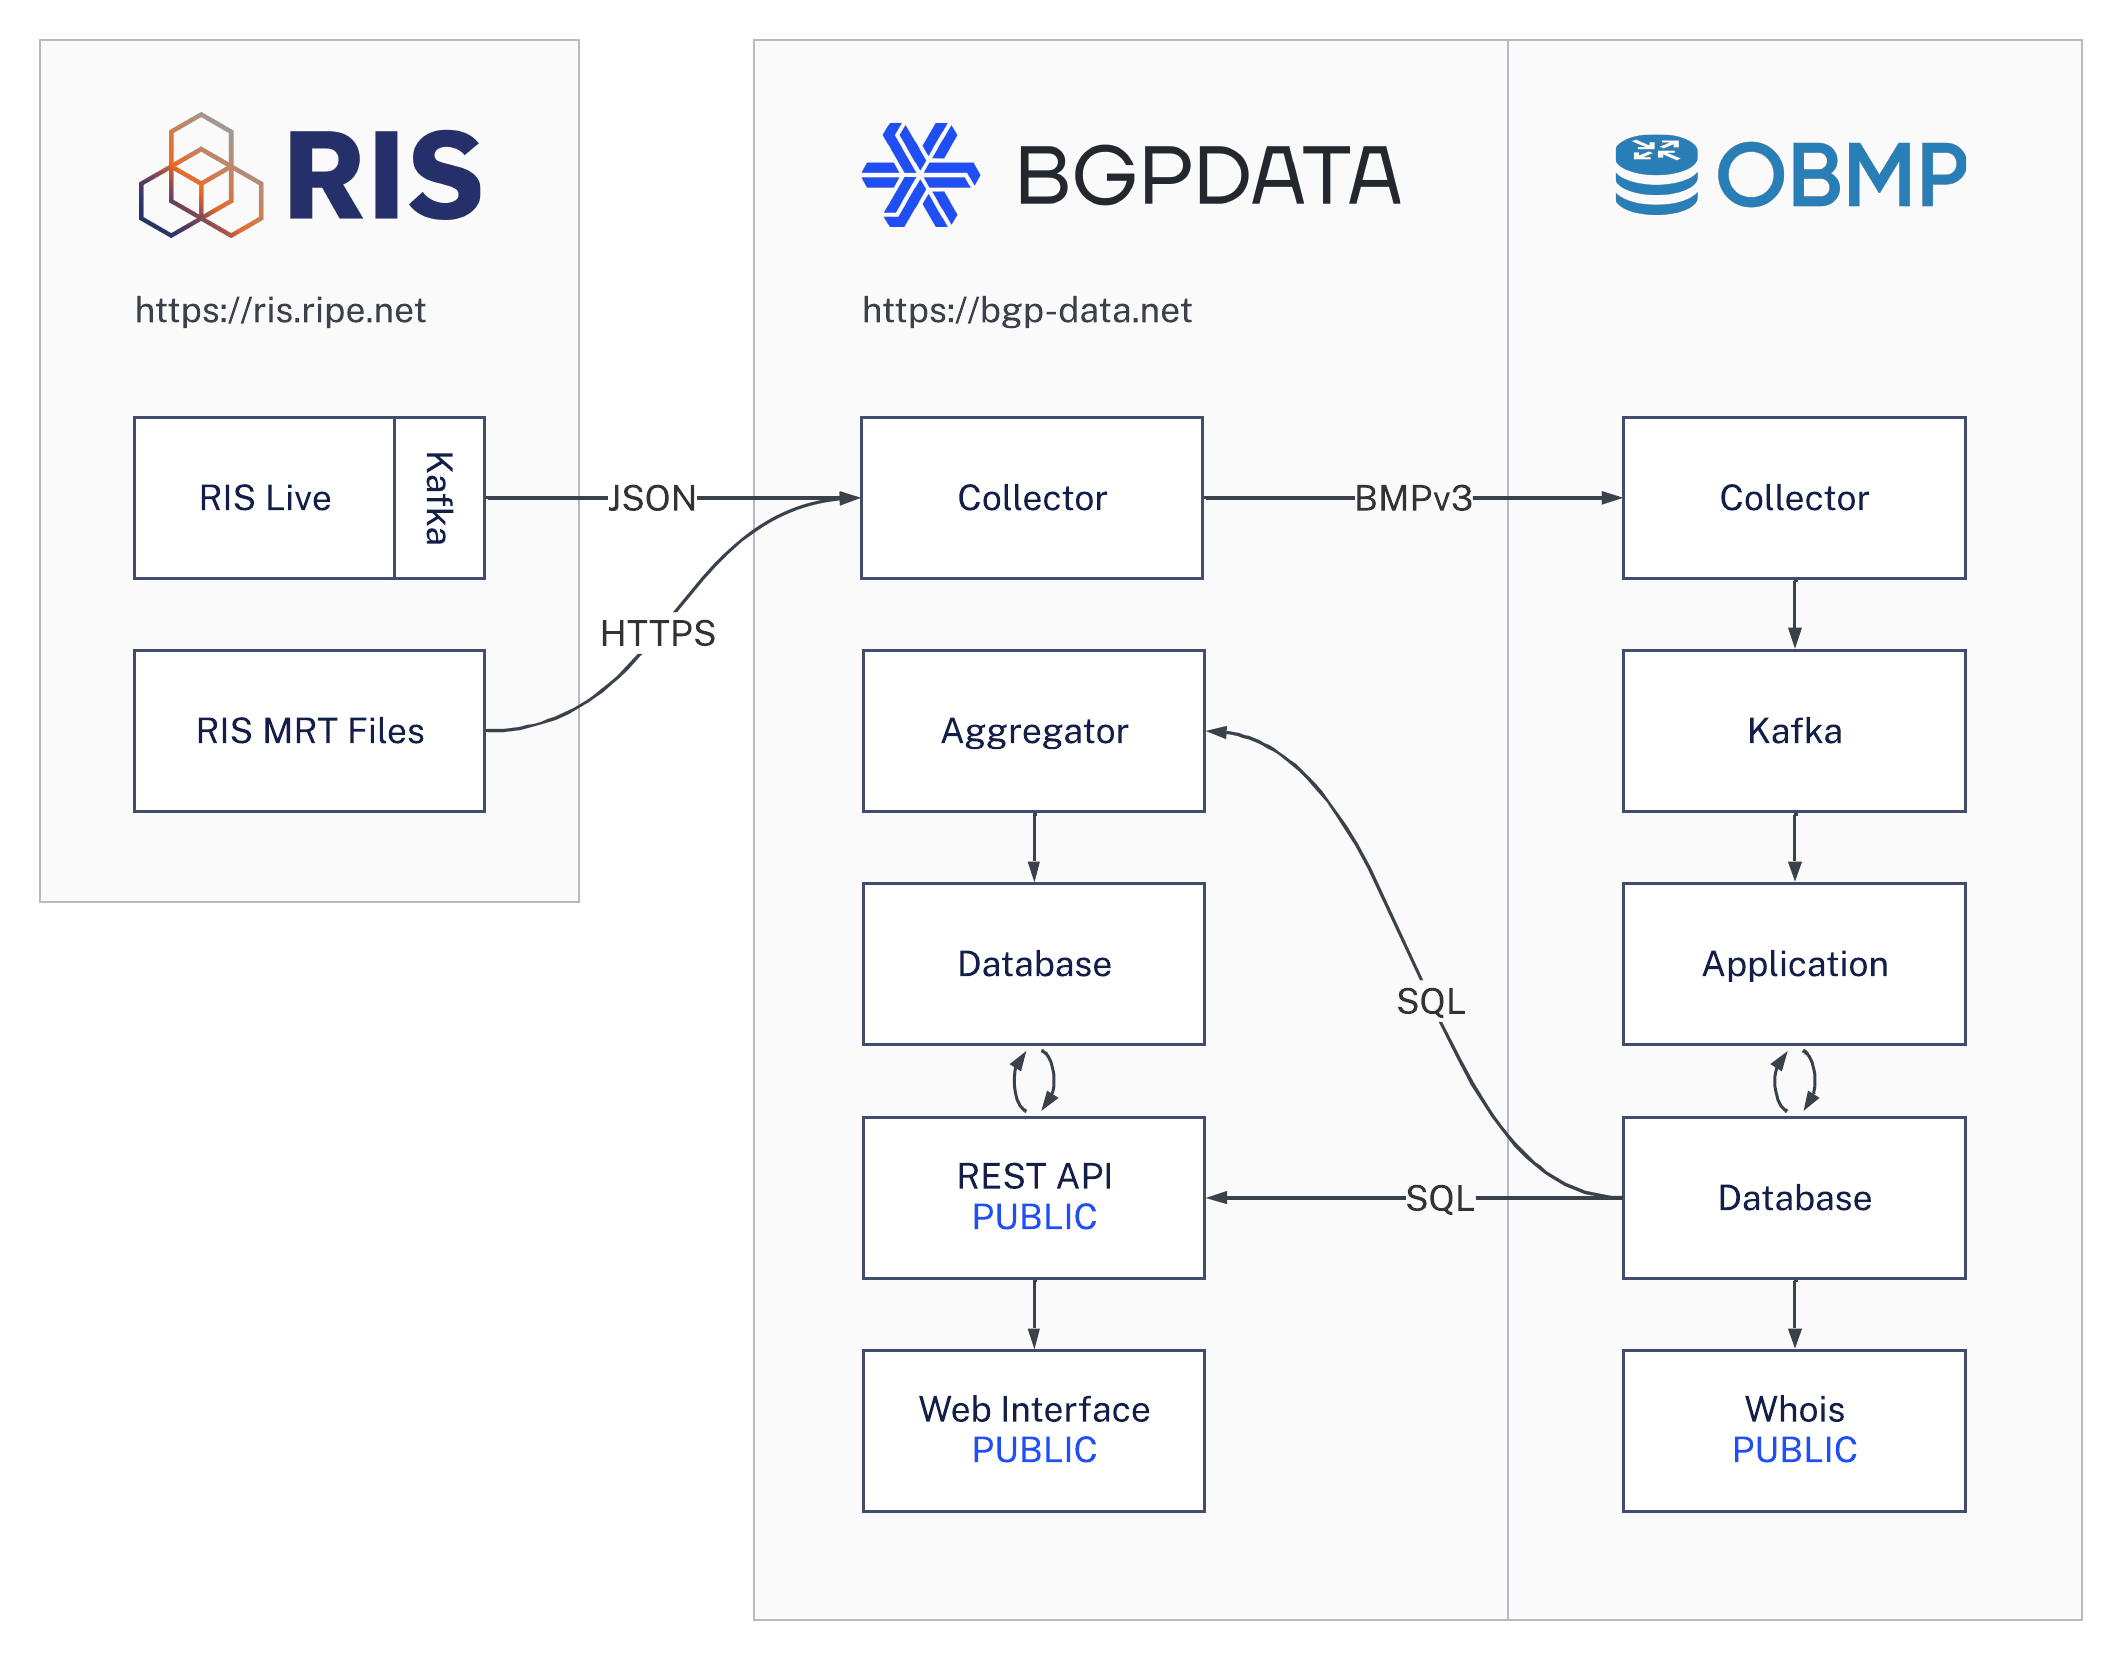 RIS
https://ris.ripe.net
RIS Live
Kafka
RIS MRT Files
JSON
HTTPS
BGPDATA
https://bgp-data.net
Collector
Aggregator
Database
REST API
PUBLIC
Web Interface
PUBLIC
BMPv3
SQL
SQL
OBMP
Collector
Kafka
Application
Database
Whois
PUBLIC